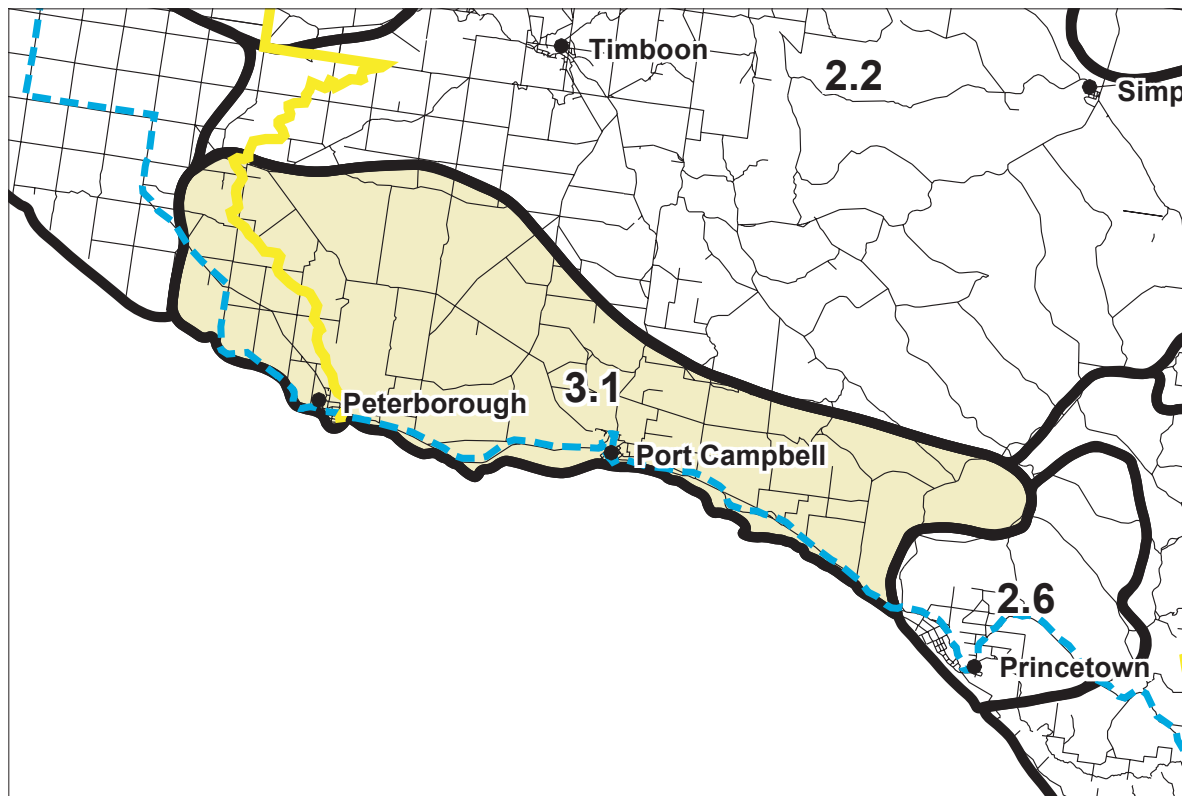 Timboon
2.2
Simp
3.1
Peterborough
Port Campbell
2.6
Princetown